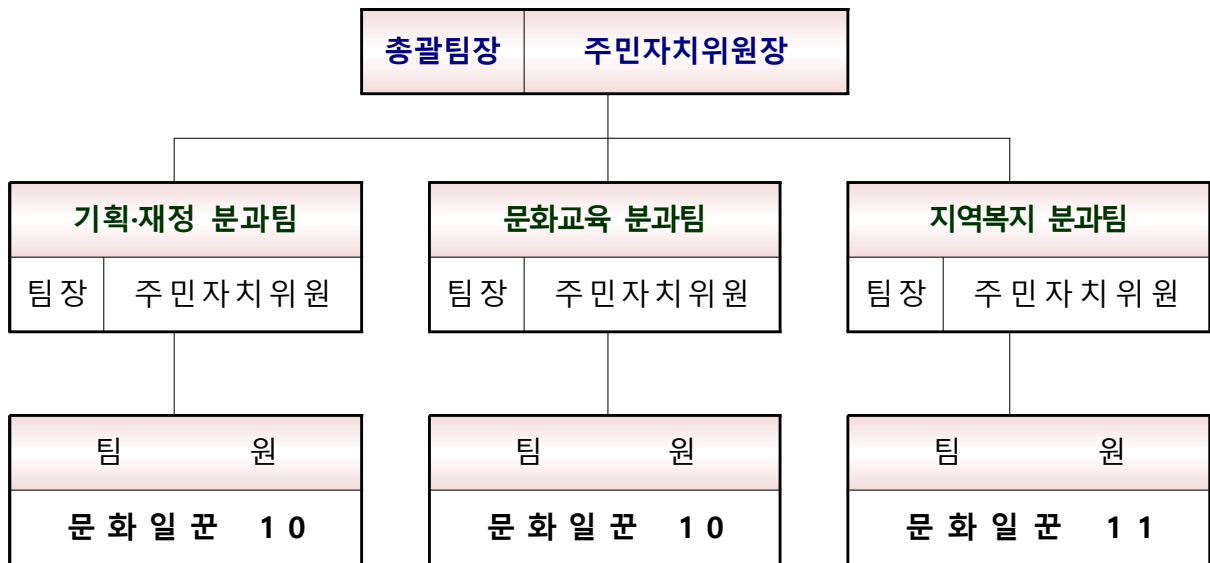 총괄팀장 주민자치위원장
기획·재정 분과팀 문화교육 분과팀 지역복지 분과팀
팀장 주민자치위원 팀장 주민자치위원 팀장 주민자치위원
팀 원 팀 원 팀 원
문화일꾼 10 문화일꾼 10 문화일꾼 11